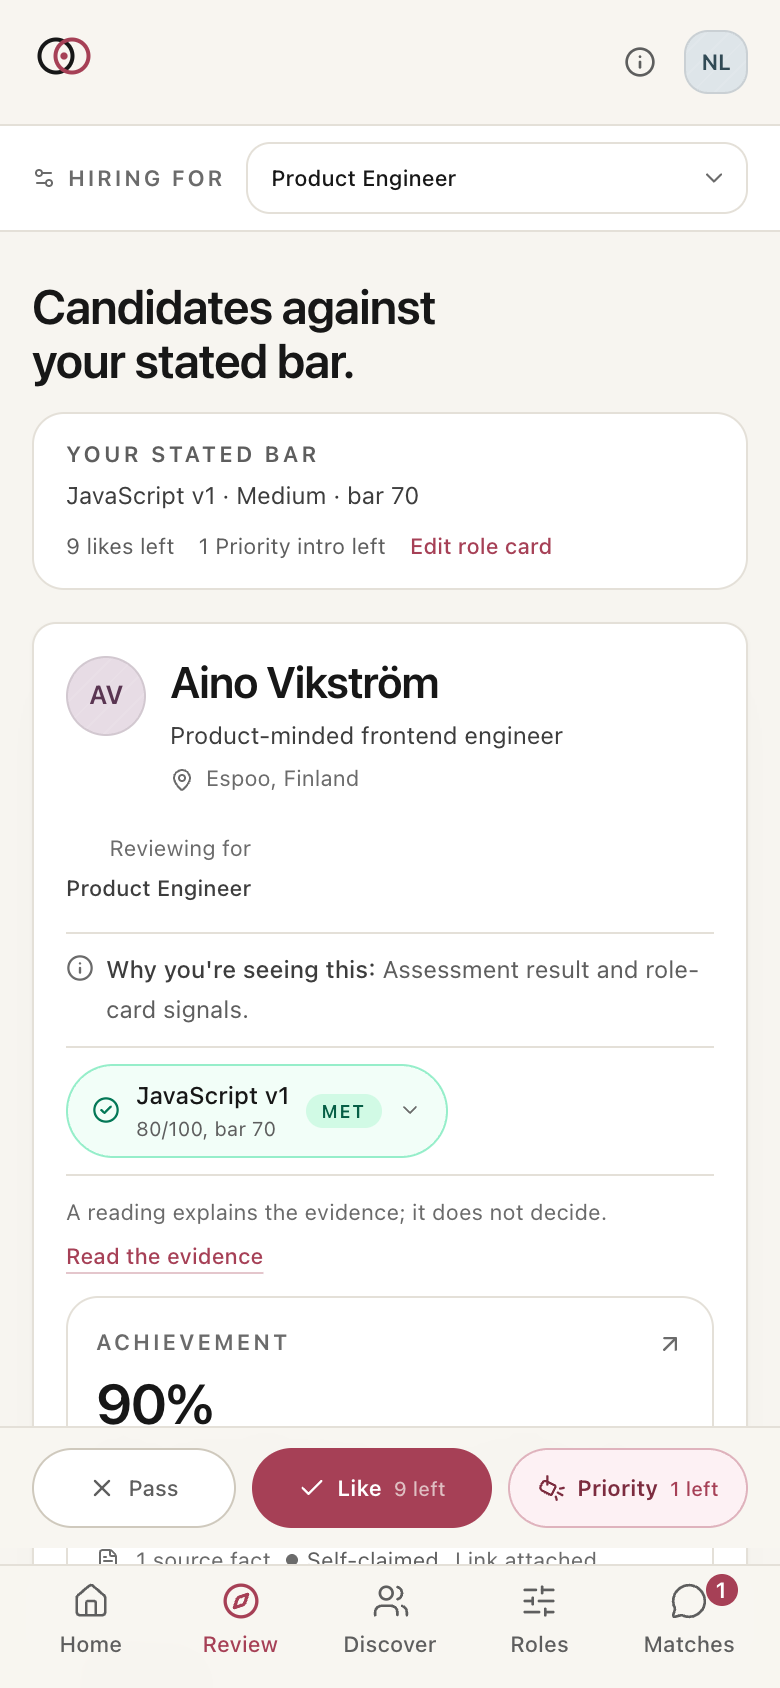 NL
HIRING FOR
Product Engineer
Candidates against
your stated bar.
YOUR STATED BAR
JavaScript v1 · Medium · bar 70
9 likes left 1 Priority intro left Edit role card
AV
Aino Vikström
Product-minded frontend engineer
Espoo, Finland
Reviewing for
Product Engineer
Why you're seeing this: Assessment result and role-
card signals.
JavaScript v1
80/100, bar 70
MET
A reading explains the evidence; it does not decide.
Read the evidence
ACHIEVEMENT
90%
Pass
Like 9 left
Priority 1 left
1 source fact Self-claimed Link attached
Home
Review
Discover
Roles
Matches
1